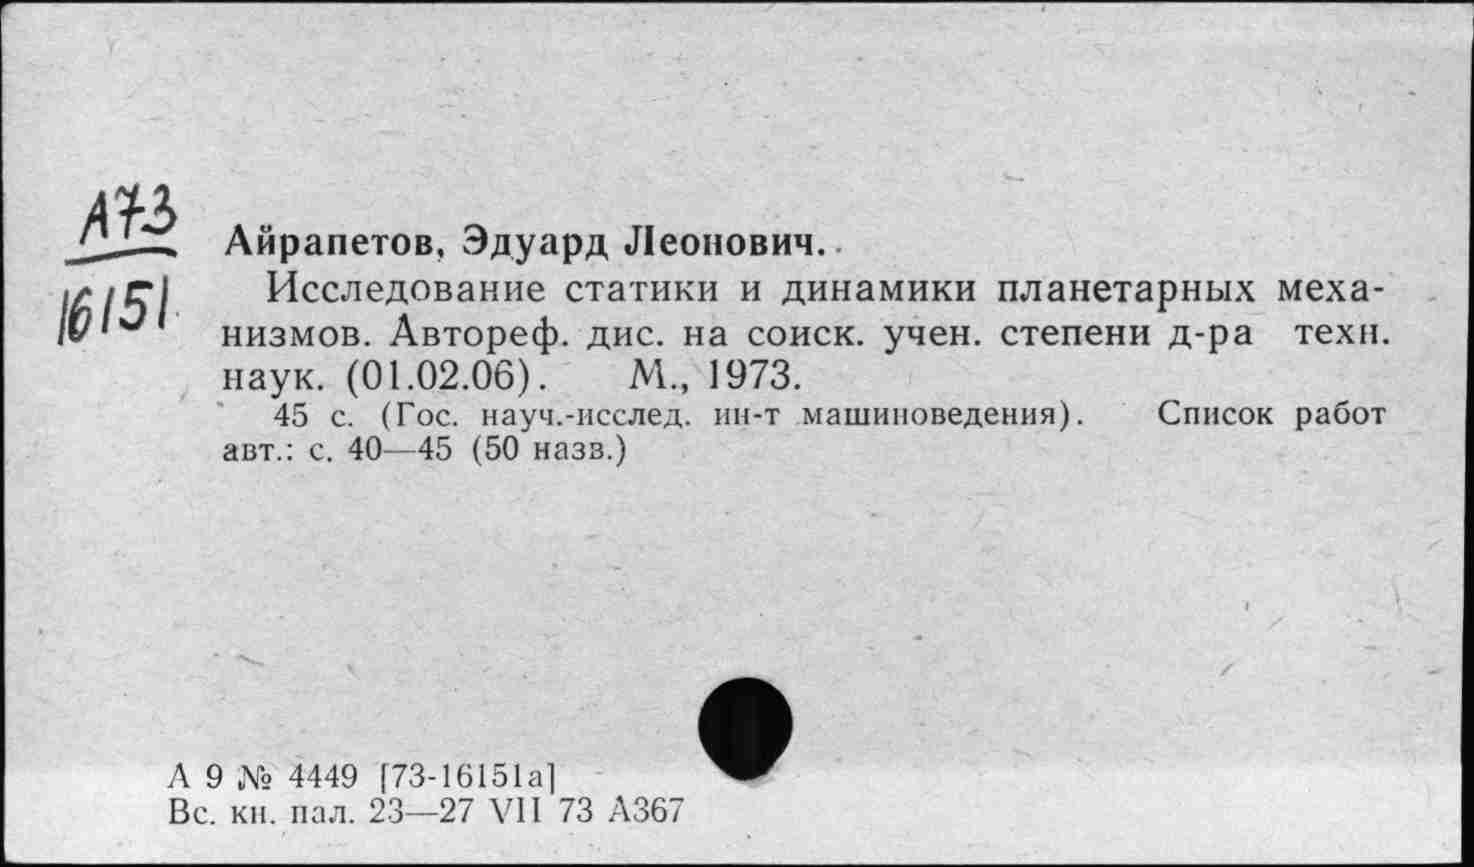 А73
16151
Айрапетов, Эдуард Леонович.
Исследование статики и динамики планетарных меха-
низмов. Автореф. дис. на соиск. учен. степени д-ра техн.
наук. (01.02.06). М., 1973.
45 с. (Гос. науч.-исслед. ин-т машиноведения). Список работ
авт.: с. 40—45 (50 назв.)
А 9 № 4449 [73-16151а]
Вс. кн. пал. 23—27 VII 73 А367